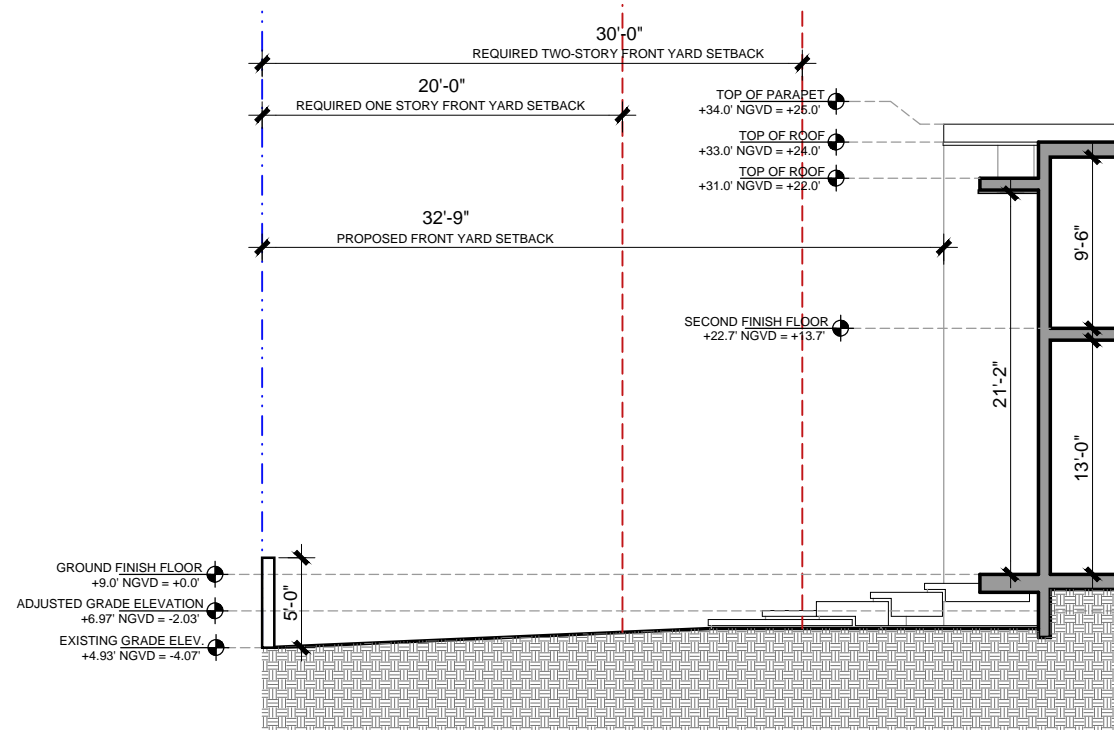 30'-0"
REQUIRED TWO-STORY FRONT YARD SETBACK
20'-0"
REQUIRED ONE STORY FRONT YARD SETBACK
TOP OF PARAPET
+34.0' NGVD = +25.0'
TOP OF ROOF
+33.0' NGVD = +24.0'
TOP OF ROOF
+31.0' NGVD = +22.0'
32'-9"
PROPOSED FRONT YARD SETBACK
9'-6"
SECOND FINISH FLOOR
+22.7' NGVD = +13.7'
21'-2"
13'-0"
GROUND FINISH FLOOR
+9.0' NGVD = +0.0'
5'-0"
ADJUSTED GRADE ELEVATION
+6.97' NGVD = -2.03'
EXISTING GRADE ELEV.
+4.93' NGVD = -4.07'